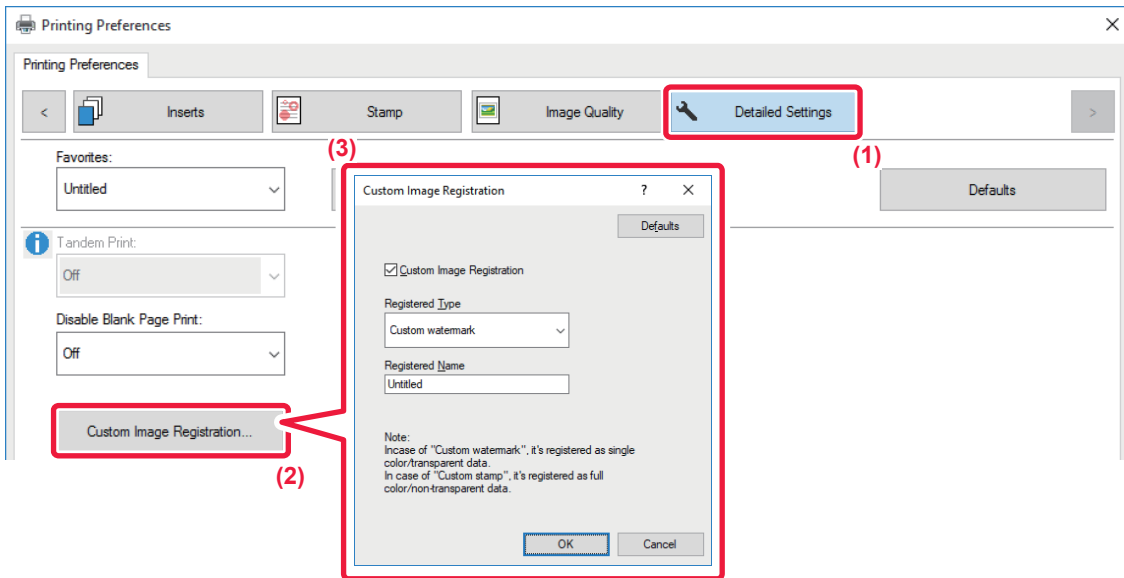 Printing Preferences
Printing Preferences
< Inserts Stamp Image Quality Detailed Settings >
(1)
(3)
Favorites:
Untitled
Defaults
Tandem Print:
Off
Disable Blank Page Print:
Off
Custom Image Registration...
(2)
Custom Image Registration ?
Defaults
Custom Image Registration
Registered Type
Custom watermark
Registered Name
Untitled
Note:
Incase of "Custom watermark", it's registered as single
color/transparent data.
In case of "Custom stamp", it's registered as full
color/non-transparent data.
OK Cancel